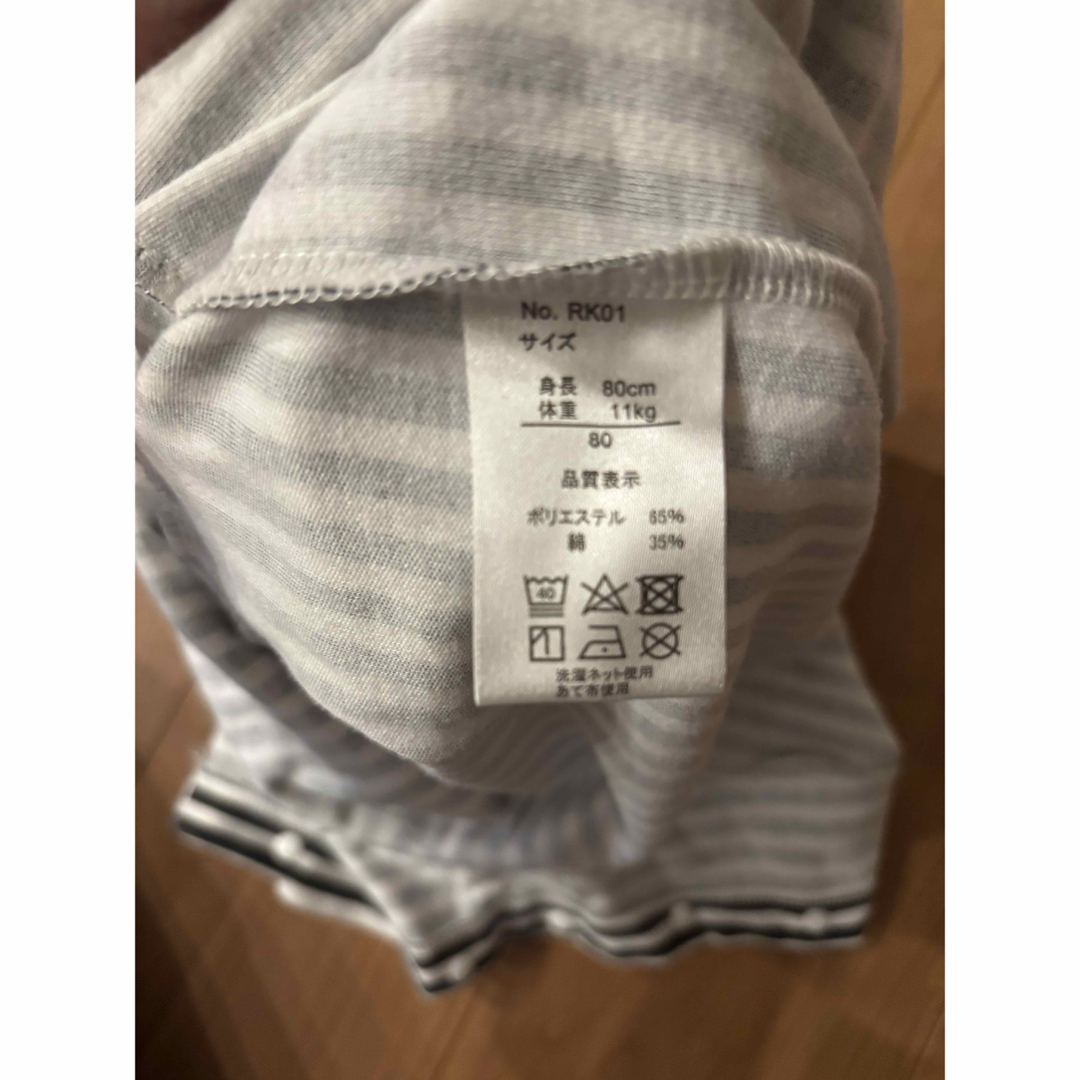 No. RK01
サイズ
身長 80cm
体重 11kg
80
品質表示
ポリエステル 65%
綿 35%
40
洗濯ネット使用
あて布使用